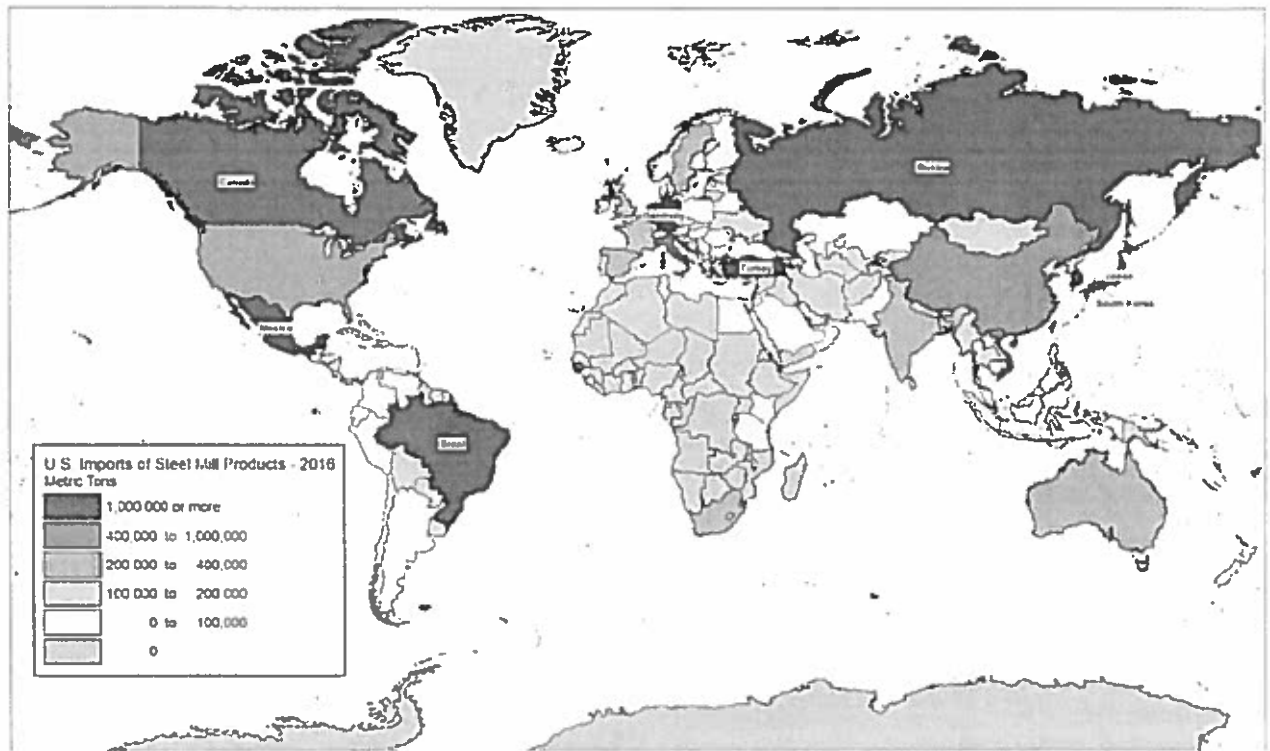 Canada
Russia
Germany
Turkey
Japan
South Korea
Mexico
Brazil
U.S. Imports of Steel Mill Products - 2016
Metric Tons
1,000,000 or more
400,000 to 1,000,000
200 000 to 400,000
100 000 to 200 000
0 to 100,000
0